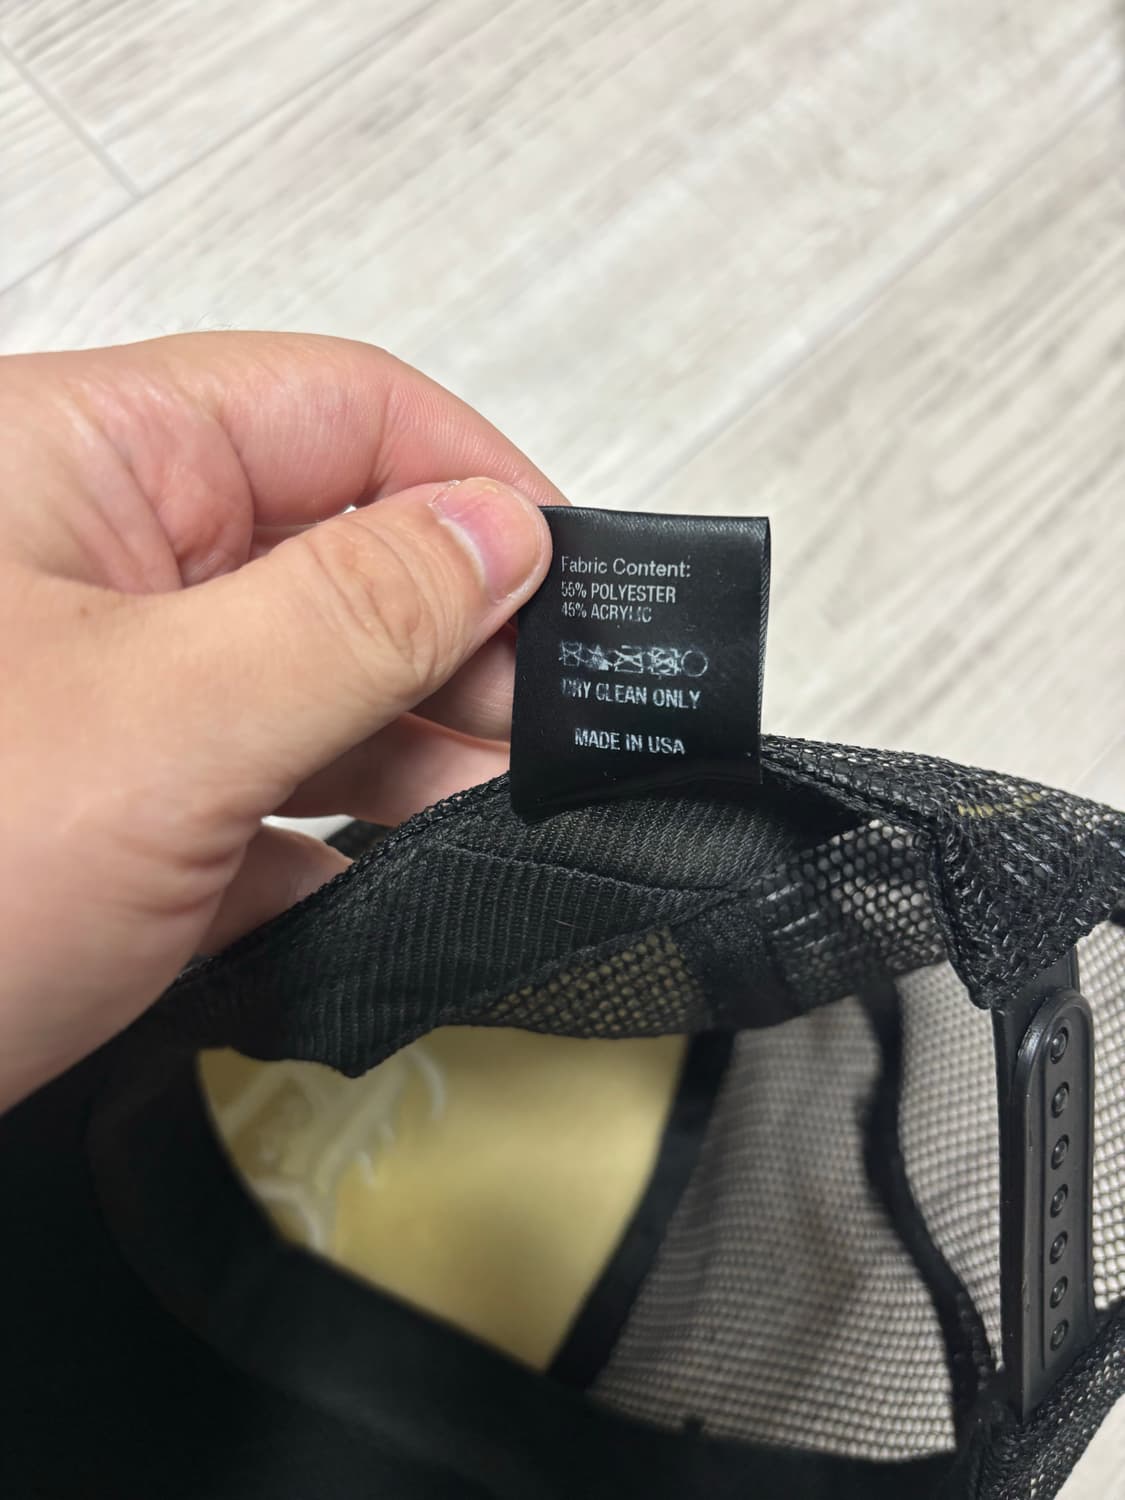 Fabric Content:
55% POLYESTER
45% ACRYLIC
DRY CLEAN ONLY
MADE IN USA